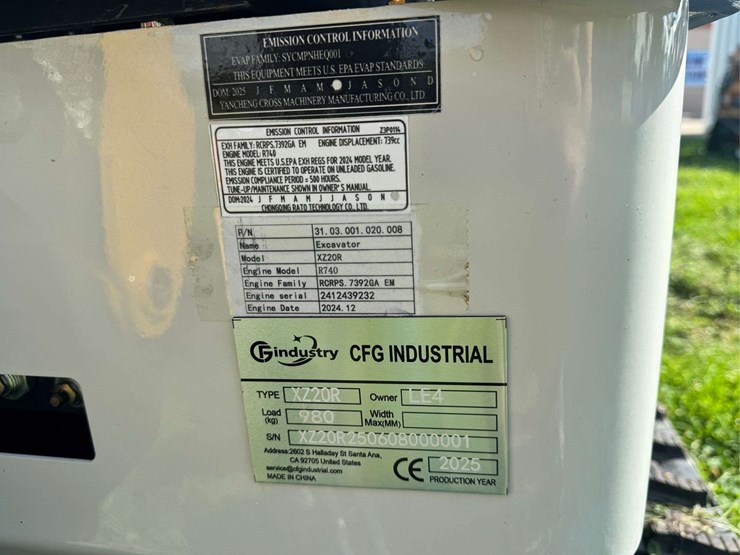 EMISSION CONTROL INFORMATION
EVAP FAMILY: SYCMPNHEQ001
THIS EQUIPMENT MEETS U.S. EPA EVAP STANDARDS
DOM: 2025 J F M A M J J A S O N D
YANCHENG CROSS MACHINERY MANUFACTURING CO., LTD
EMISSION CONTROL INFORMATION Z3P0114
EXH FAMILY: RCRPS.7392GA EM ENGINE DISPLACEMENT: 739cc
ENGINE MODEL: R740
THIS ENGINE MEETS U.S.EPA EXH REGS FOR 2024 MODEL YEAR.
THIS ENGINE IS CERTIFIED TO OPERATE ON UNLEADED GASOLINE.
EMISSION COMPLIANCE PERIOD = 500 HOURS.
TUNE-UP/MAINTENANCE SHOWN IN OWNER'S MANUAL
DOM:2024 J F M A M J J A S O N
CHONGQING RATO TECHNOLOGY CO. LTD.
P/N 31.03.001.020.008
Name Excavator
Model XZ20R
Engine Model R740
Engine Family RCRPS.7392GA EM
Engine serial 2412439232
Engine Date 2024.12
CFGindustry CFG INDUSTRIAL
TYPE XZ20R Owner LE4
Load (kg) 980 Width Max(MM)
S/N XZ20R250608000001
Address:2602 S Halladay St Santa Ana,
CA 92705 United States
service@cfgindustrial.com CE 2025
MADE IN CHINA PRODUCTION YEAR